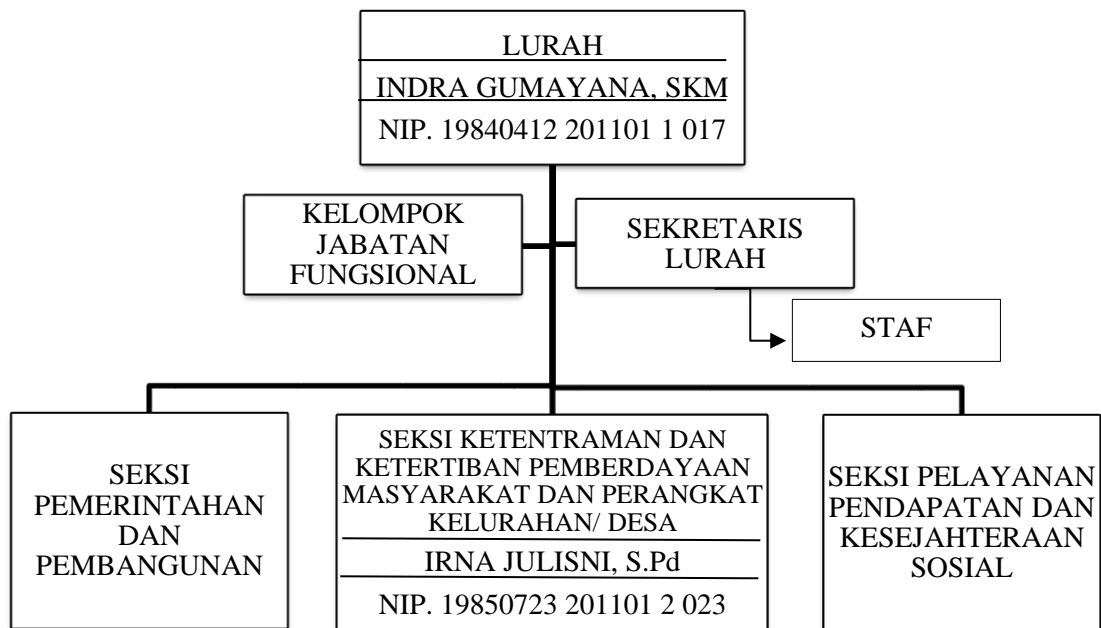 LURAH
INDRA GUMAYANA, SKM
NIP. 19840412 201101 1 017
KELOMPOK
JABATAN
FUNGSIONAL
SEKRETARIS
LURAH
STAF
SEKSI
PEMERINTAHAN
DAN
PEMBANGUNAN
SEKSI KETENTRAMAN DAN
KETERTIBAN PEMBERDAYAAN
MASYARAKAT DAN PERANGKAT
KELURAHAN/ DESA
IRNA JULISNI, S.Pd
NIP. 19850723 201101 2 023
SEKSI PELAYANAN
PENDAPATAN DAN
KESEJAHTERAAN
SOSIAL